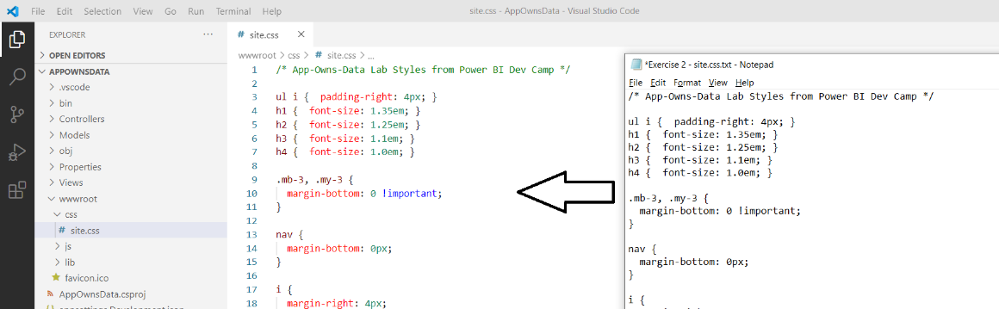 File Edit Selection View Go Run Terminal Help
site.css - AppOwnsData - Visual Studio Code
EXPLORER ···
OPEN EDITORS
APPOWNSDATA
.vscode
bin
Controllers
Models
obj
Properties
Views
wwwroot
css
# site.css
js
lib
favicon.ico
AppOwnsData.csproj
# site.css
wwwroot > css > # site.css > ...
1 /* App-Owns-Data Lab Styles from Power BI Dev Camp */
2
3 ul i {  padding-right: 4px; }
4 h1 {  font-size: 1.35em; }
5 h2 {  font-size: 1.25em; }
6 h3 {  font-size: 1.1em; }
7 h4 {  font-size: 1.0em; }
8
9 .mb-3, .my-3 {
10   margin-bottom: 0 !important;
11 }
12
13 nav {
14   margin-bottom: 0px;
15 }
16
17 i {
18   margin-right: 4px;
*Exercise 2 - site.css.txt - Notepad
File Edit Format View Help
/* App-Owns-Data Lab Styles from Power BI Dev Camp */
ul i {  padding-right: 4px; }
h1 {  font-size: 1.35em; }
h2 {  font-size: 1.25em; }
h3 {  font-size: 1.1em; }
h4 {  font-size: 1.0em; }
.mb-3, .my-3 {
  margin-bottom: 0 !important;
}
nav {
  margin-bottom: 0px;
}
i {